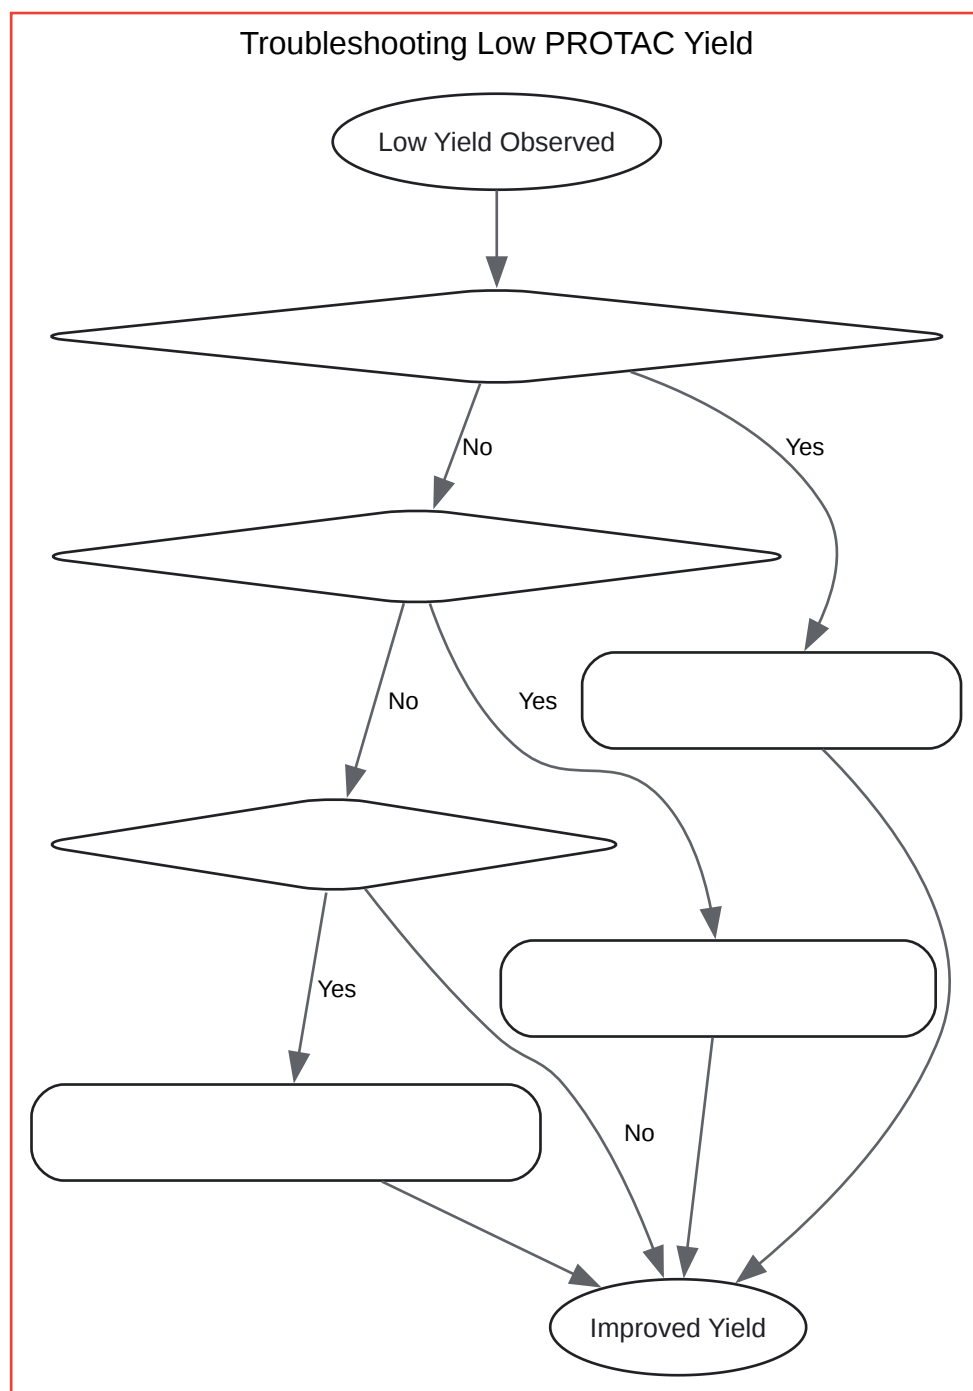 Troubleshooting Low PROTAC Yield
Low Yield Observed
No
Yes
No
Yes
Yes
No
Improved Yield